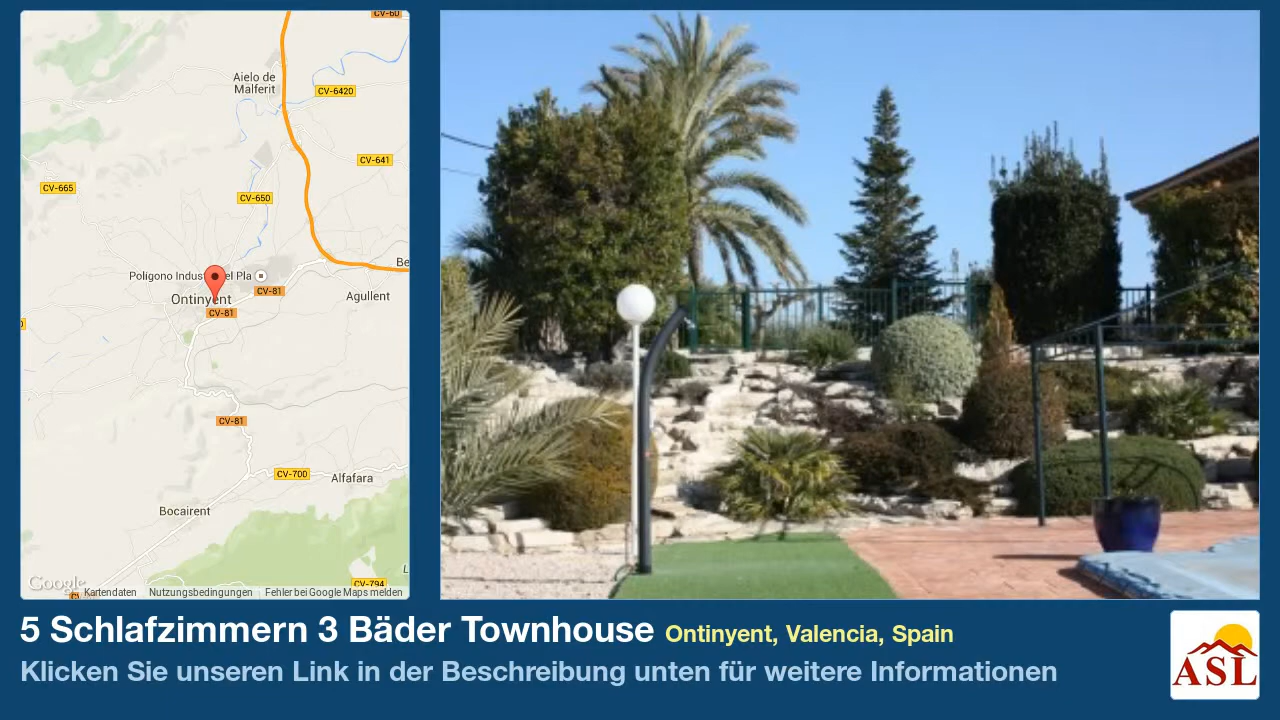 CV-60
Aielo de
Malferit
CV-6420
CV-641
CV-665
CV-650
Be
Polígono Indus el Pla
CV-81
Ontinyent
Agullent
CV-81
CV-81
CV-700
Alfafara
Bocairent
CV-794
Google
Kartendaten Nutzungsbedingungen Fehler bei Google Maps melden
5 Schlafzimmern 3 Bäder Townhouse Ontinyent, Valencia, Spain
Klicken Sie unseren Link in der Beschreibung unten für weitere Informationen
ASL